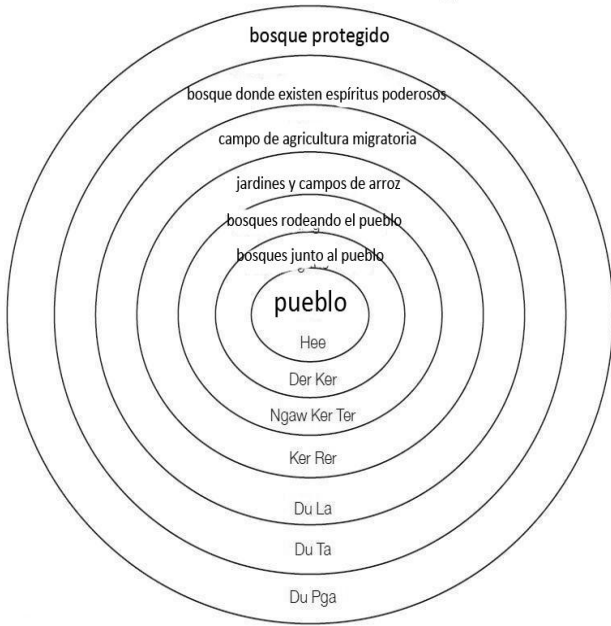 bosque protegido
bosque donde existen espíritus poderosos
campo de agricultura migratoria
jardines y campos de arroz
bosques rodeando el pueblo
bosques junto al pueblo
pueblo
Hee
Der Ker
Ngaw Ker Ter
Ker Rer
Du La
Du Ta
Du Pga